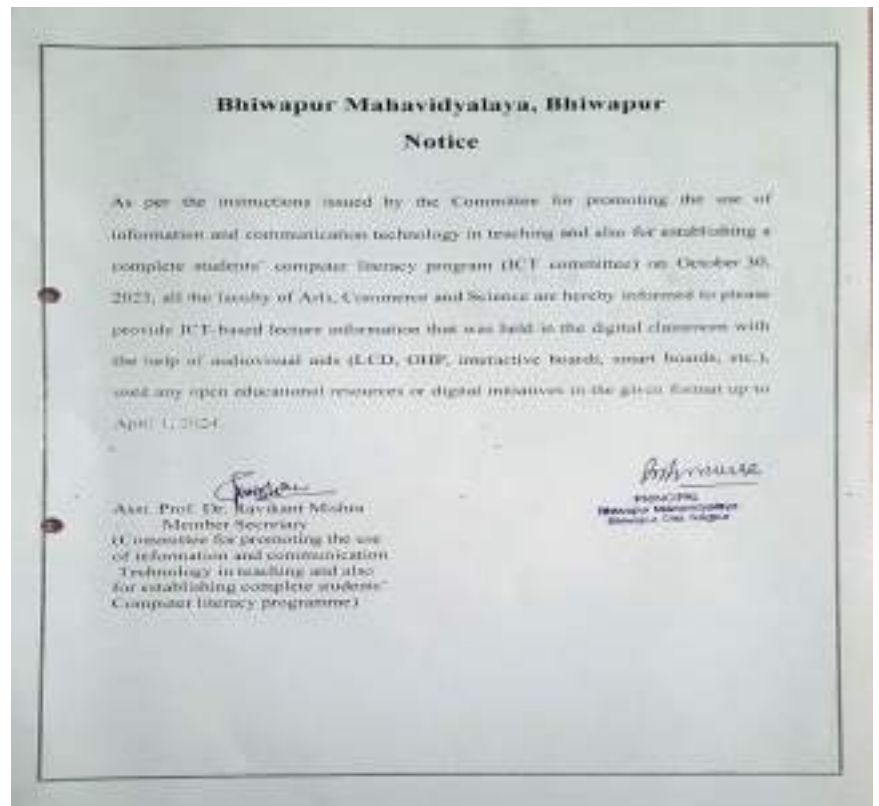 Bhiwapur Mahavidyalaya, Bhiwapur
Notice
As per the instructions issued by the Committee for promoting the use of
information and communication technology in teaching and also for establishing a
complete students' computer literacy program (ICT committee) on October 30,
2023, all the faculty of Arts, Commerce and Science are hereby informed to please
provide ICT-based lecture information that was held in the digital classroom with
the help of audiovisual aids (LCD, OHP, interactive boards, smart boards, etc.),
used any open educational resources or digital initiatives in the given format up to
April 1, 2024.
Asst. Prof. Dr. Ravikant Mishra
Member Secretary
(Committee for promoting the use
of information and communication
Technology in teaching and also
for establishing complete students'
Computer literacy programme)
PRINCIPAL
Bhiwapur Mahavidyalaya
Bhiwapur, Dist. Nagpur